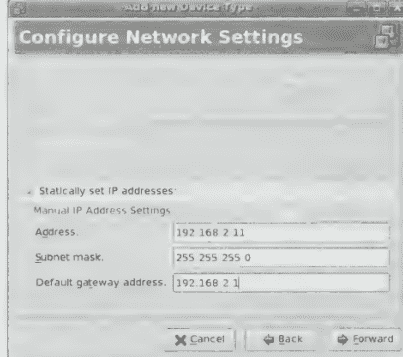 Add new Device Type
Configure Network Settings
Statically set IP addresses:
Manual IP Address Settings
Address.
192 168 2 11
Subnet mask.
255 255 255 0
Default gateway address.
192.168 2 1
Cancel
Back
Forward